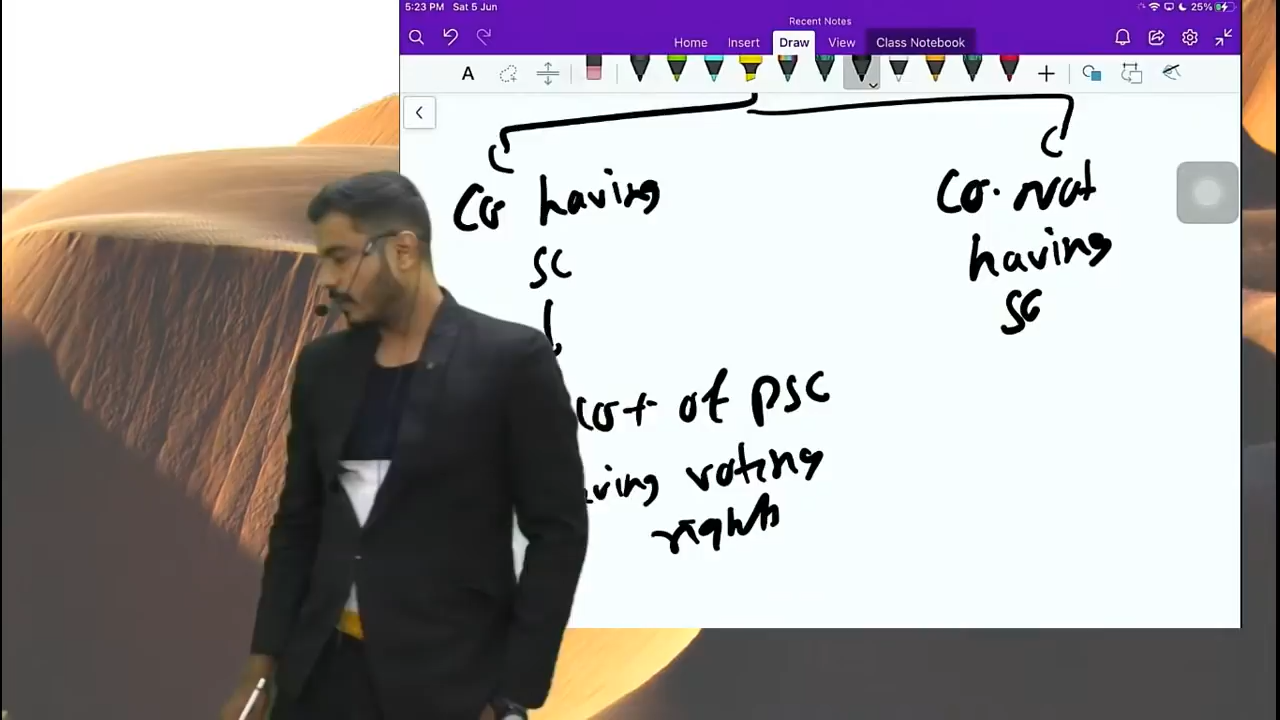 5:23 PM Sat 5 Jun
25%
Recent Notes
Home Insert Draw View Class Notebook
A
Co having
SC
Co. not
having
SC
of PSC
voting
rights